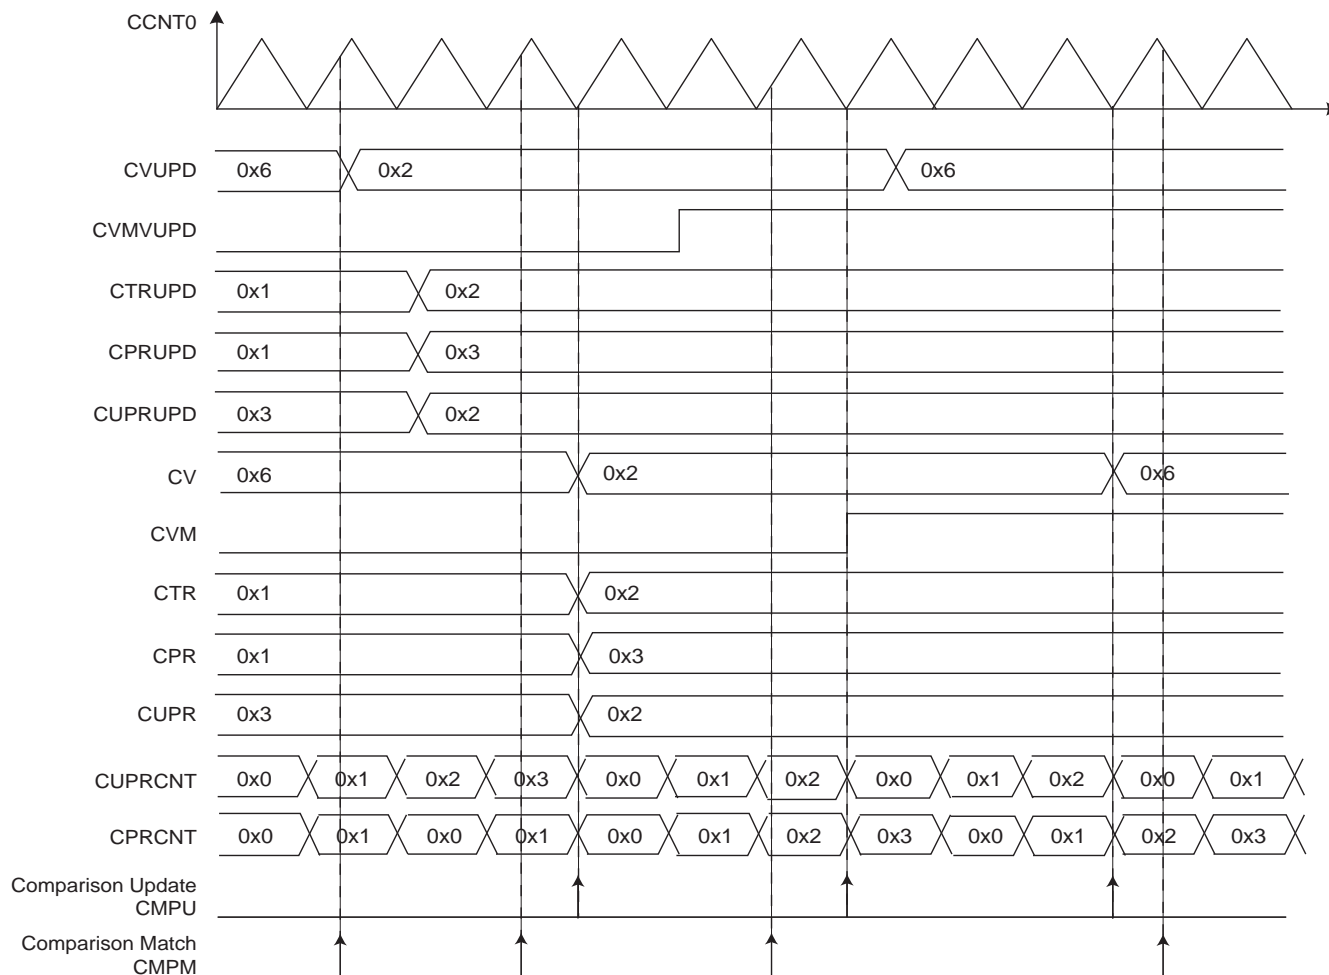 CCNT0
CVUPD 0x6 0x2 0x6
CVMVUPD
CTRUPD 0x1 0x2
CPRUPD 0x1 0x3
CUPRUPD 0x3 0x2
CV 0x6 0x2 0x6
CVM
CTR 0x1 0x2
CPR 0x1 0x3
CUPR 0x3 0x2
CUPRCNT 0x0 0x1 0x2 0x3 0x0 0x1 0x2 0x0 0x1 0x2 0x0 0x1
CPRCNT 0x0 0x1 0x0 0x1 0x0 0x1 0x2 0x3 0x0 0x1 0x2 0x3
Comparison Update
CMPU
Comparison Match
CMPM